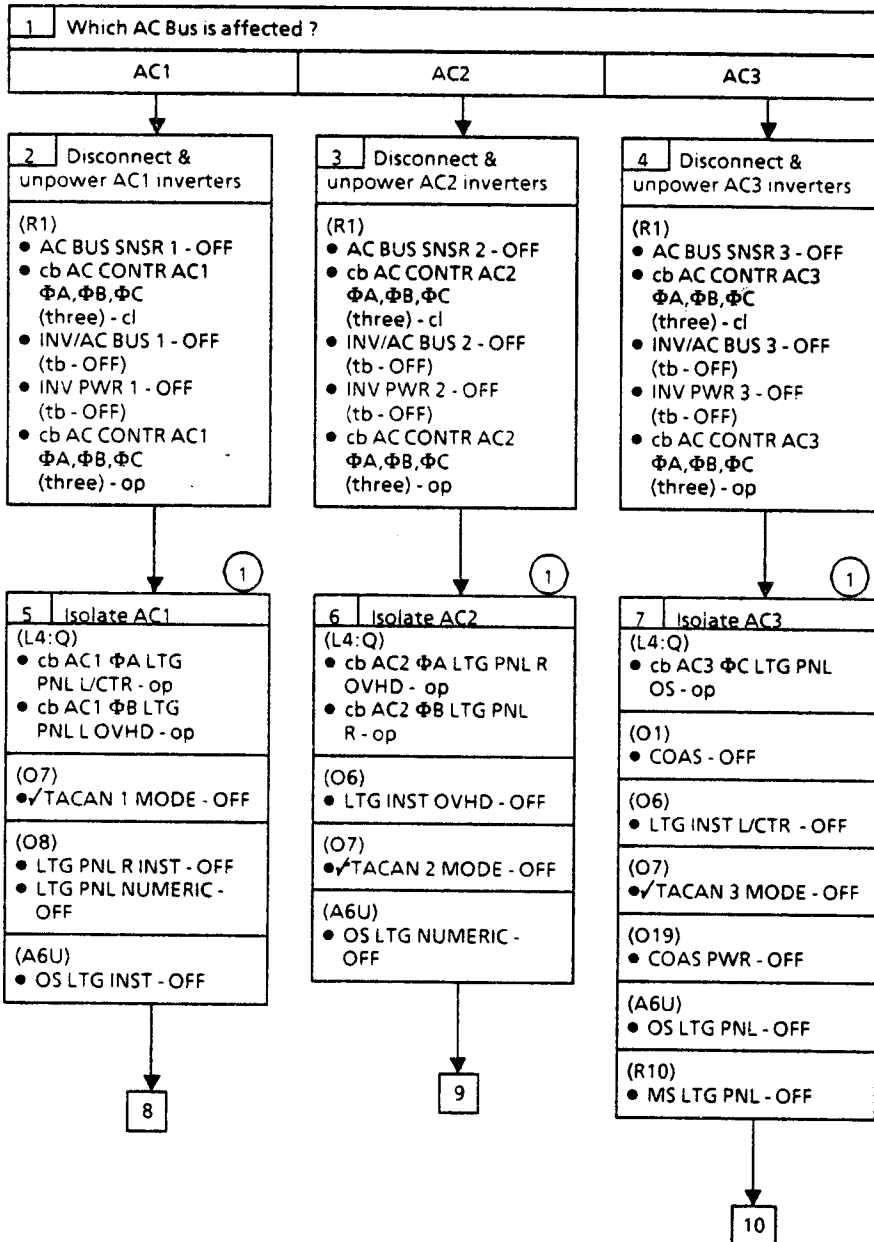 1 Which AC Bus is affected ?
AC1
AC2
AC3
2 Disconnect &
unpower AC1 inverters
(R1)
● AC BUS SNSR 1 - OFF
● cb AC CONTR AC1
ΦA,ΦB,ΦC
(three) - cl
● INV/AC BUS 1 - OFF
(tb - OFF)
● INV PWR 1 - OFF
(tb - OFF)
● cb AC CONTR AC1
ΦA,ΦB,ΦC
(three) - op
3 Disconnect &
unpower AC2 inverters
(R1)
● AC BUS SNSR 2 - OFF
● cb AC CONTR AC2
ΦA,ΦB,ΦC
(three) - cl
● INV/AC BUS 2 - OFF
(tb - OFF)
● INV PWR 2 - OFF
(tb - OFF)
● cb AC CONTR AC2
ΦA,ΦB,ΦC
(three) - op
4 Disconnect &
unpower AC3 inverters
(R1)
● AC BUS SNSR 3 - OFF
● cb AC CONTR AC3
ΦA,ΦB,ΦC
(three) - cl
● INV/AC BUS 3 - OFF
(tb - OFF)
● INV PWR 3 - OFF
(tb - OFF)
● cb AC CONTR AC3
ΦA,ΦB,ΦC
(three) - op
1
5 Isolate AC1
(L4:Q)
● cb AC1 ΦA LTG
PNL L/CTR - op
● cb AC1 ΦB LTG
PNL L OVHD - op
(O7)
●✓TACAN 1 MODE - OFF
(O8)
● LTG PNL R INST - OFF
● LTG PNL NUMERIC -
OFF
(A6U)
● OS LTG INST - OFF
8
1
6 Isolate AC2
(L4:Q)
● cb AC2 ΦA LTG PNL R
OVHD - op
● cb AC2 ΦB LTG PNL
R - op
(O6)
● LTG INST OVHD - OFF
(O7)
●✓TACAN 2 MODE - OFF
(A6U)
● OS LTG NUMERIC -
OFF
9
1
7 Isolate AC3
(L4:Q)
● cb AC3 ΦC LTG PNL
OS - op
(O1)
● COAS - OFF
(O6)
● LTG INST L/CTR - OFF
(O7)
●✓TACAN 3 MODE - OFF
(O19)
● COAS PWR - OFF
(A6U)
● OS LTG PNL - OFF
(R10)
● MS LTG PNL - OFF
10